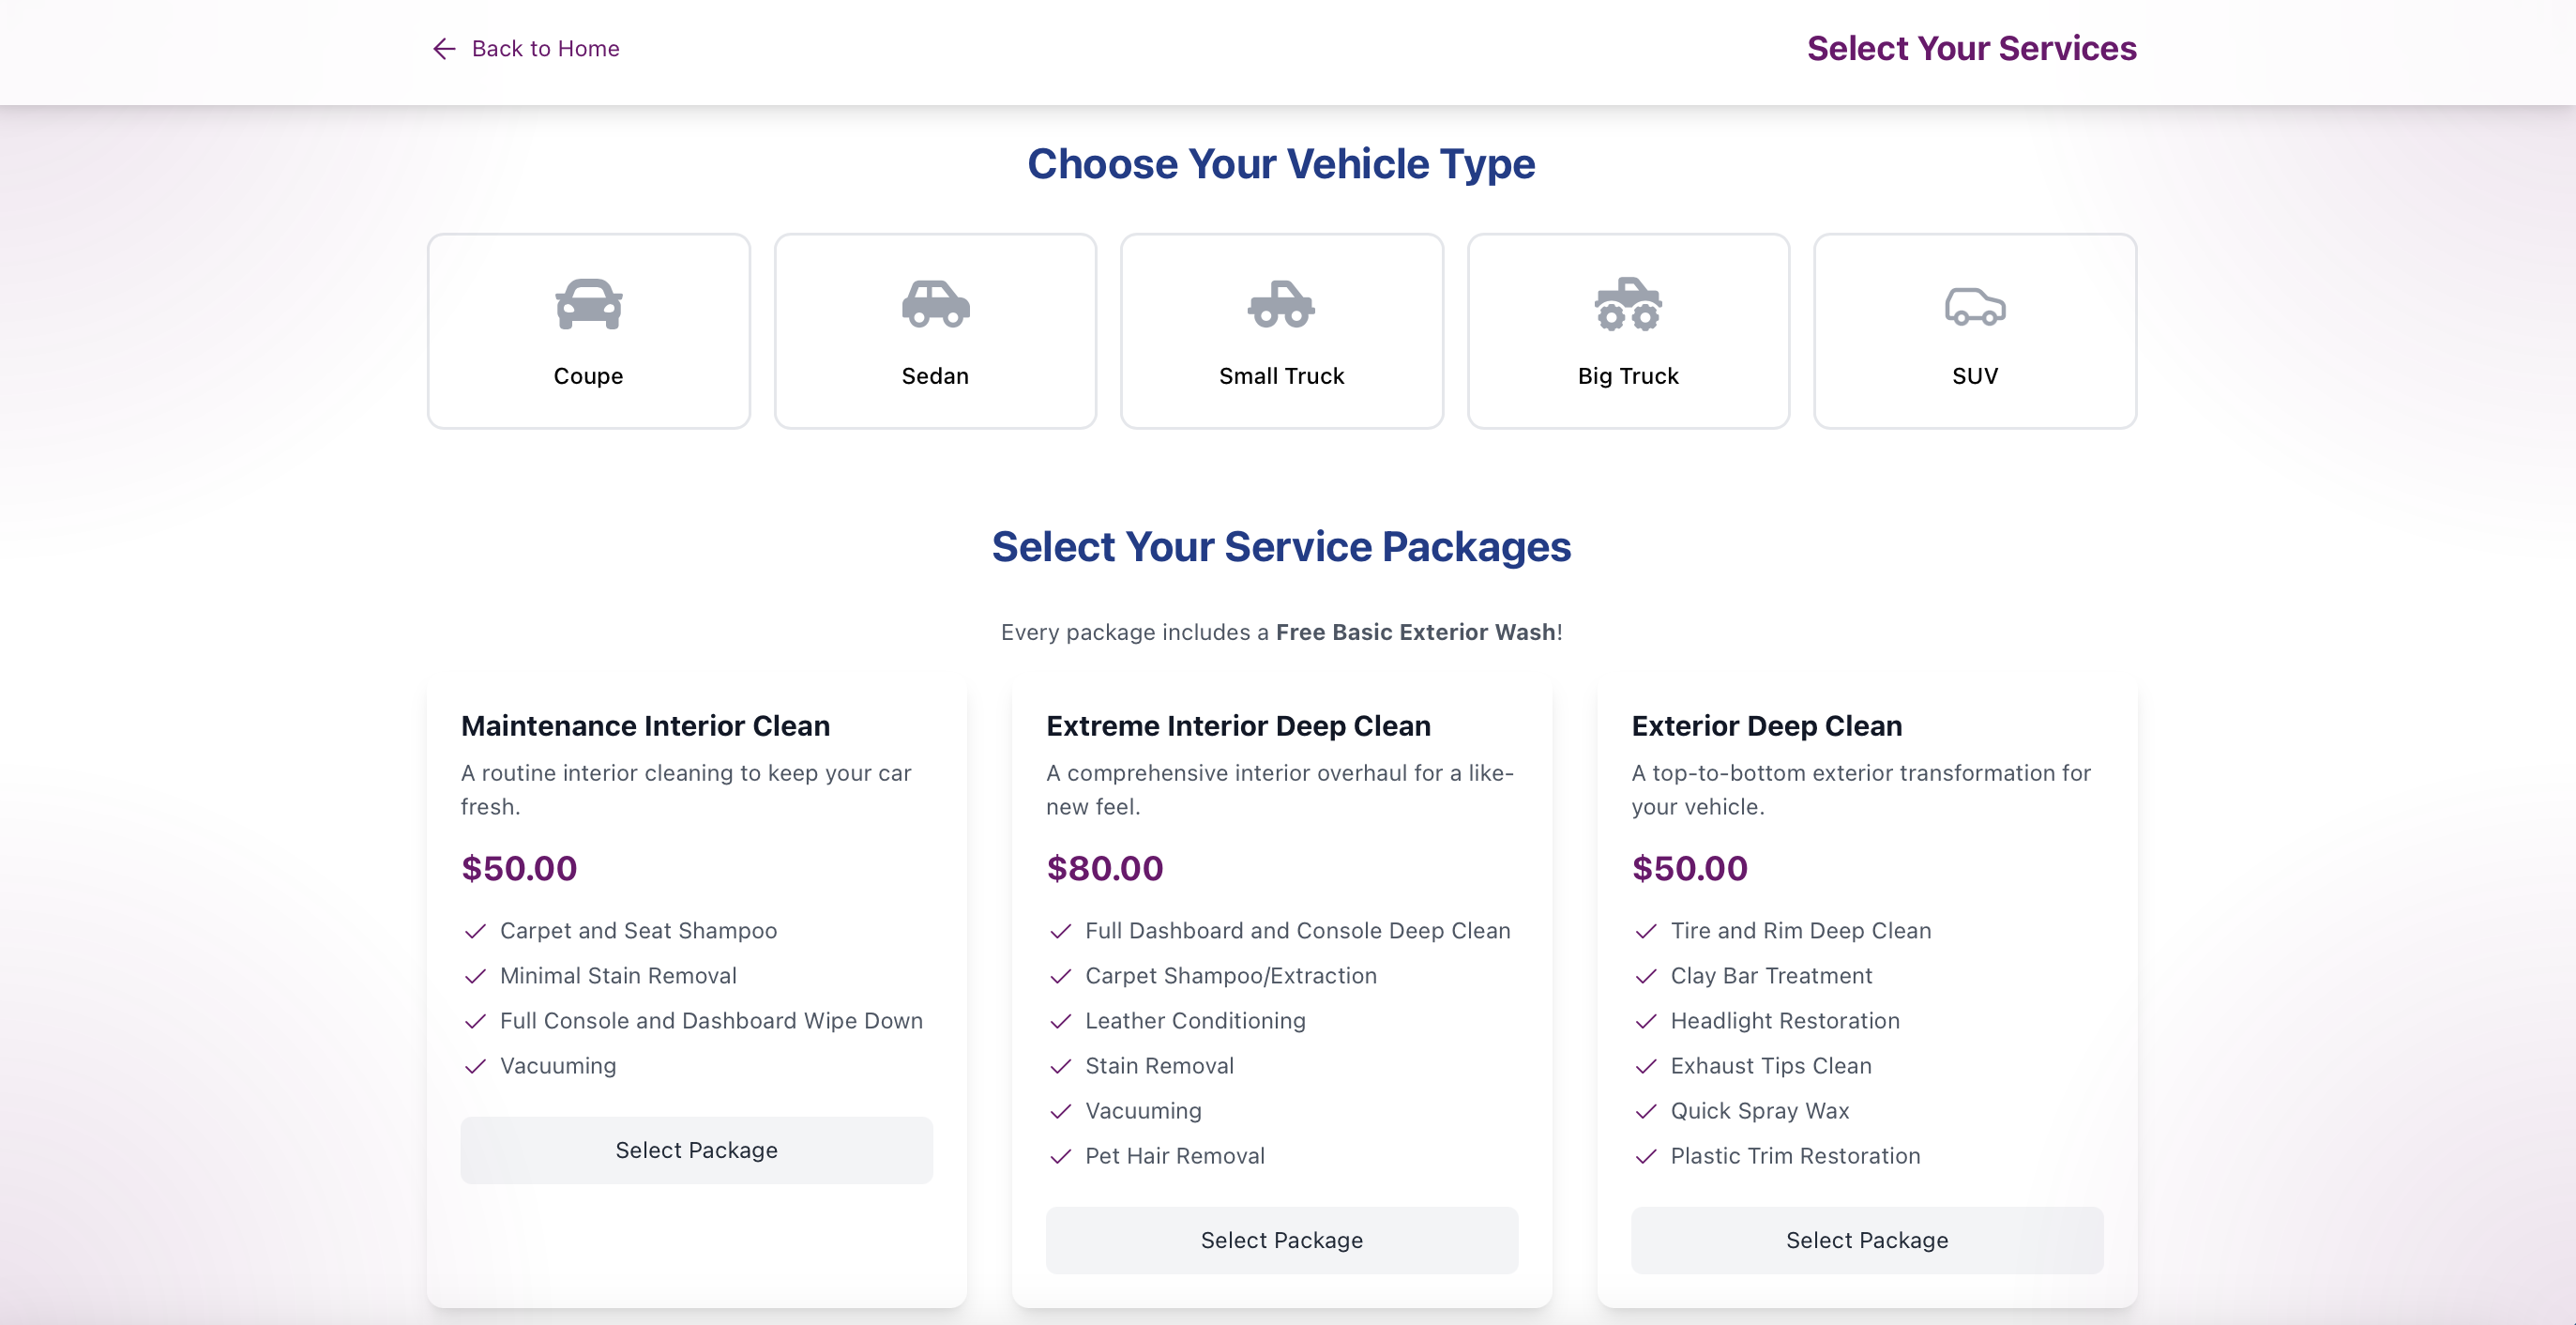 Back to Home
Select Your Services
Choose Your Vehicle Type
Coupe
Sedan
Small Truck
Big Truck
SUV
Select Your Service Packages
Every package includes a Free Basic Exterior Wash!
Maintenance Interior Clean
A routine interior cleaning to keep your car
fresh.
$50.00
Carpet and Seat Shampoo
Minimal Stain Removal
Full Console and Dashboard Wipe Down
Vacuuming
Select Package
Extreme Interior Deep Clean
A comprehensive interior overhaul for a like-
new feel.
$80.00
Full Dashboard and Console Deep Clean
Carpet Shampoo/Extraction
Leather Conditioning
Stain Removal
Vacuuming
Pet Hair Removal
Select Package
Exterior Deep Clean
A top-to-bottom exterior transformation for
your vehicle.
$50.00
Tire and Rim Deep Clean
Clay Bar Treatment
Headlight Restoration
Exhaust Tips Clean
Quick Spray Wax
Plastic Trim Restoration
Select Package